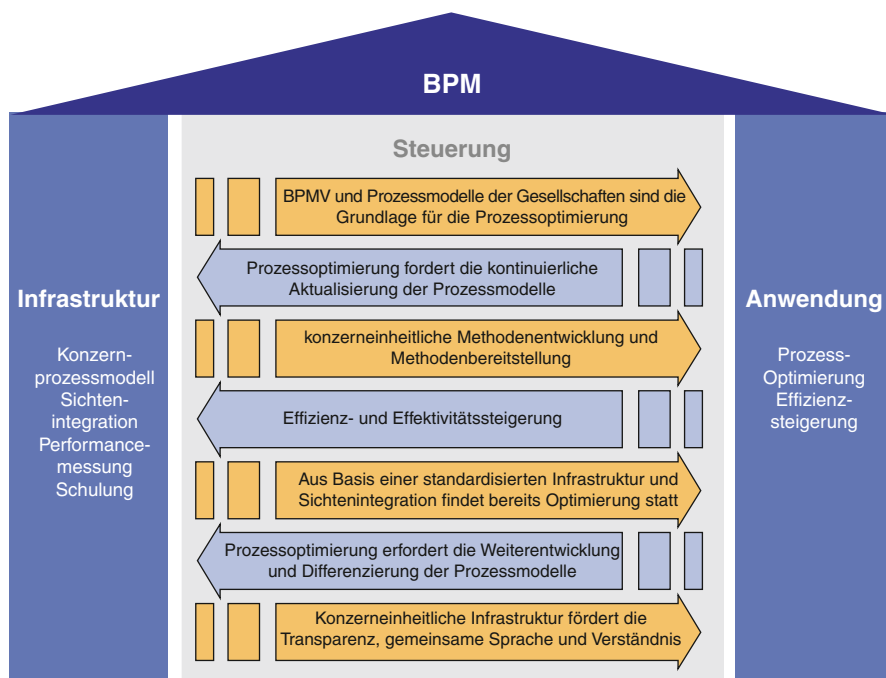 BPM
Infrastruktur
Konzern-
prozessmodell
Sichten-
integration
Performance-
messung
Schulung
Steuerung
BPMV und Prozessmodelle der Gesellschaften sind die
Grundlage für die Prozessoptimierung
Prozessoptimierung fordert die kontinuierliche
Aktualisierung der Prozessmodelle
konzerneinheitliche Methodenentwicklung und
Methodenbereitstellung
Effizienz- und Effektivitätssteigerung
Aus Basis einer standardisierten Infrastruktur und
Sichtenintegration findet bereits Optimierung statt
Prozessoptimierung erfordert die Weiterentwicklung
und Differenzierung der Prozessmodelle
Konzerneinheitliche Infrastruktur fördert die
Transparenz, gemeinsame Sprache und Verständnis
Anwendung
Prozess-
Optimierung
Effizienz-
steigerung